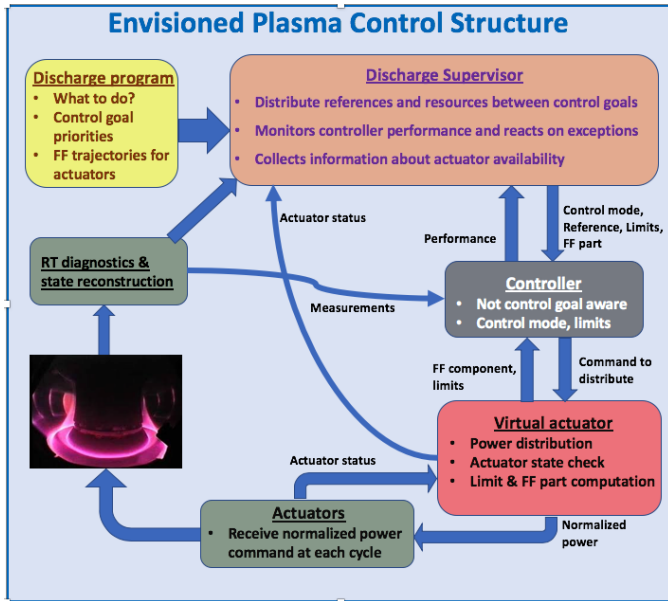 Envisioned Plasma Control Structure
Discharge program
• What to do?
• Control goal
priorities
• FF trajectories for
actuators
Discharge Supervisor
• Distribute references and resources between control goals
• Monitors controller performance and reacts on exceptions
• Collects information about actuator availability
Actuator status
Performance
Control mode,
Reference, Limits,
FF part
RT diagnostics &
state reconstruction
Measurements
Controller
• Not control goal aware
• Control mode, limits
FF component,
limits
Command to
distribute
Virtual actuator
• Power distribution
• Actuator state check
• Limit & FF part computation
Actuator status
Actuators
• Receive normalized power
command at each cycle
Normalized
power